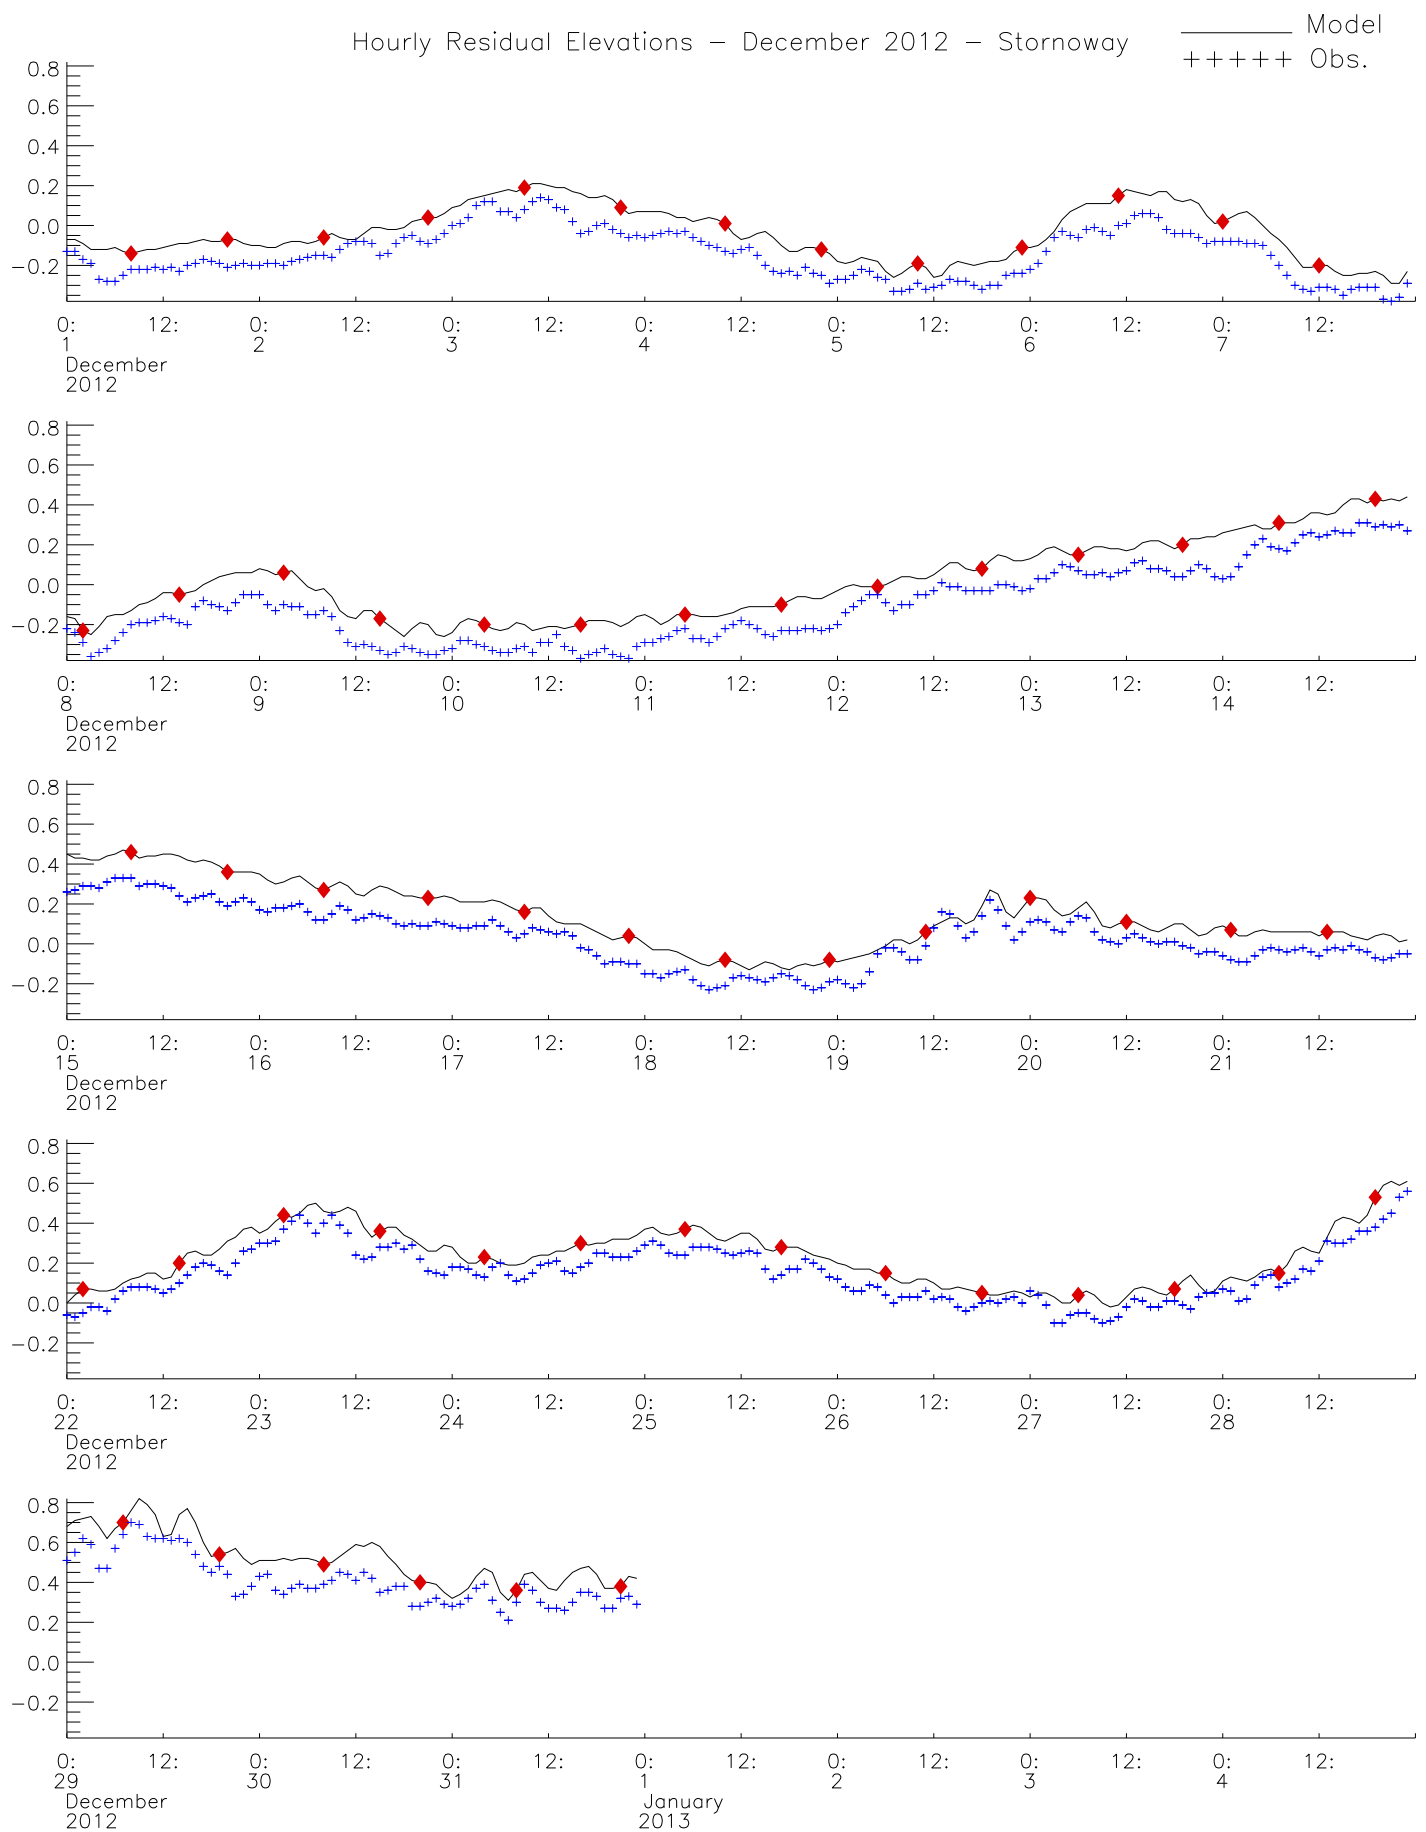 Hourly Residual Elevations – December 2012 – Stornoway
Model
+++++ Obs.
0.8
0.6
0.4
0.2
0.0
−0.2
0: 12: 0: 12: 0: 12: 0: 12: 0: 12: 0: 12: 0: 12:
1 2 3 4 5 6 7
December
2012
0.8
0.6
0.4
0.2
0.0
−0.2
0: 12: 0: 12: 0: 12: 0: 12: 0: 12: 0: 12: 0: 12:
8 9 10 11 12 13 14
December
2012
0.8
0.6
0.4
0.2
0.0
−0.2
0: 12: 0: 12: 0: 12: 0: 12: 0: 12: 0: 12: 0: 12:
15 16 17 18 19 20 21
December
2012
0.8
0.6
0.4
0.2
0.0
−0.2
0: 12: 0: 12: 0: 12: 0: 12: 0: 12: 0: 12: 0: 12:
22 23 24 25 26 27 28
December
2012
0.8
0.6
0.4
0.2
0.0
−0.2
0: 12: 0: 12: 0: 12: 0: 12: 0: 12: 0: 12: 0: 12:
29 30 31 1 2 3 4
December January
2012 2013